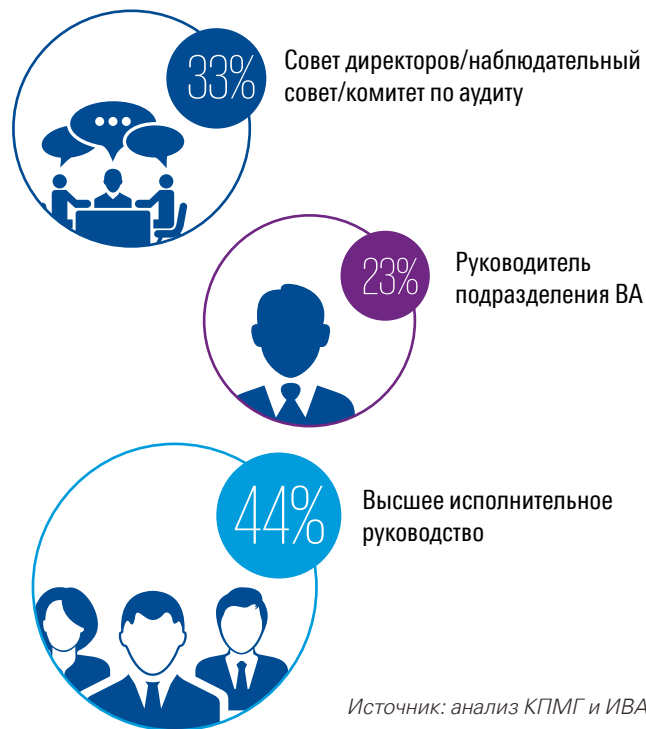 33%
Совет директоров/наблюдательный
совет/комитет по аудиту
23%
Руководитель
подразделения ВА
44%
Высшее исполнительное
руководство
Источник: анализ КПМГ и ИВА